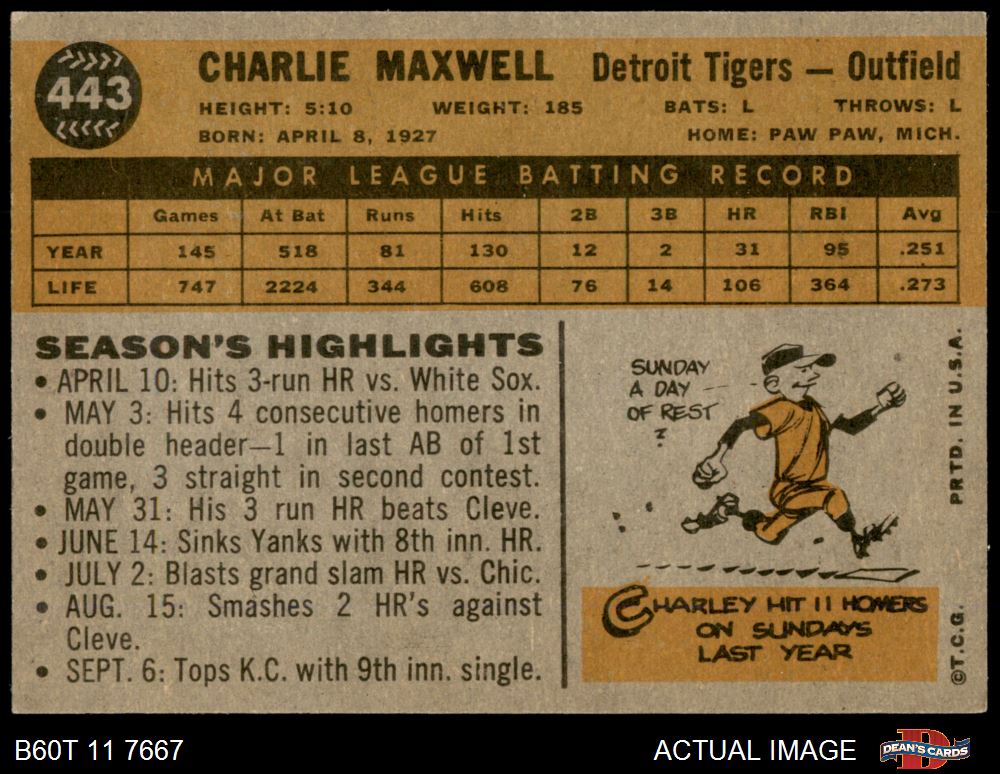 443
CHARLIE MAXWELL Detroit Tigers — Outfield
HEIGHT: 5:10 WEIGHT: 185 BATS: L THROWS: L
BORN: APRIL 8, 1927 HOME: PAW PAW, MICH.
MAJOR LEAGUE BATTING RECORD
Games At Bat Runs Hits 2B 3B HR RBI Avg
YEAR 145 518 81 130 12 2 31 95 .251
LIFE 747 2224 344 608 76 14 106 364 .273
SEASON'S HIGHLIGHTS
• APRIL 10: Hits 3-run HR vs. White Sox.
• MAY 3: Hits 4 consecutive homers in
double header—1 in last AB of 1st
game, 3 straight in second contest.
• MAY 31: His 3 run HR beats Cleve.
• JUNE 14: Sinks Yanks with 8th inn. HR.
• JULY 2: Blasts grand slam HR vs. Chic.
• AUG. 15: Smashes 2 HR's against
Cleve.
• SEPT. 6: Tops K.C. with 9th inn. single.
SUNDAY
A DAY
OF REST
?
CHARLEY HIT 11 HOMERS
ON SUNDAYS
LAST YEAR
©T.C.G. PRTD. IN U.S.A.
B60T 11 7667 ACTUAL IMAGE DEAN'S CARDS